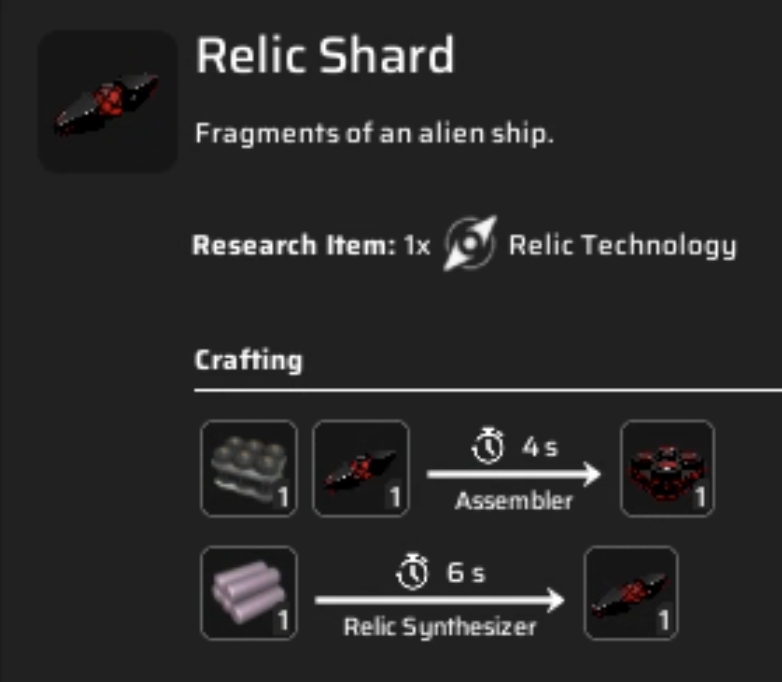 Relic Shard
Fragments of an alien ship.
Research Item: 1x Relic Technology
Crafting
1 1 4 s 1
Assembler
1 6 s 1
Relic Synthesizer